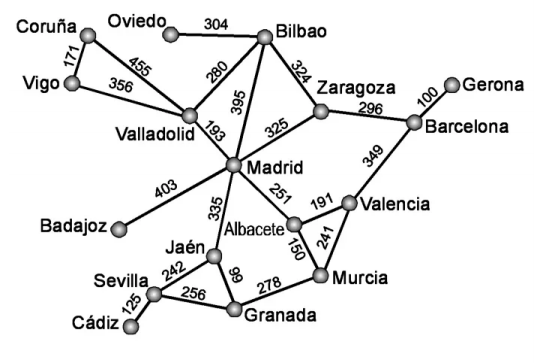 Coruña
Oviedo
304
Bilbao
171
455
280
324
Vigo
356
395
Zaragoza
100
Gerona
Valladolid
193
325
296
Barcelona
Madrid
349
403
251
191
Valencia
Badajoz
335
Albacete
150
241
Jaén
Sevilla
242
99
278
Murcia
125
256
Cádiz
Granada